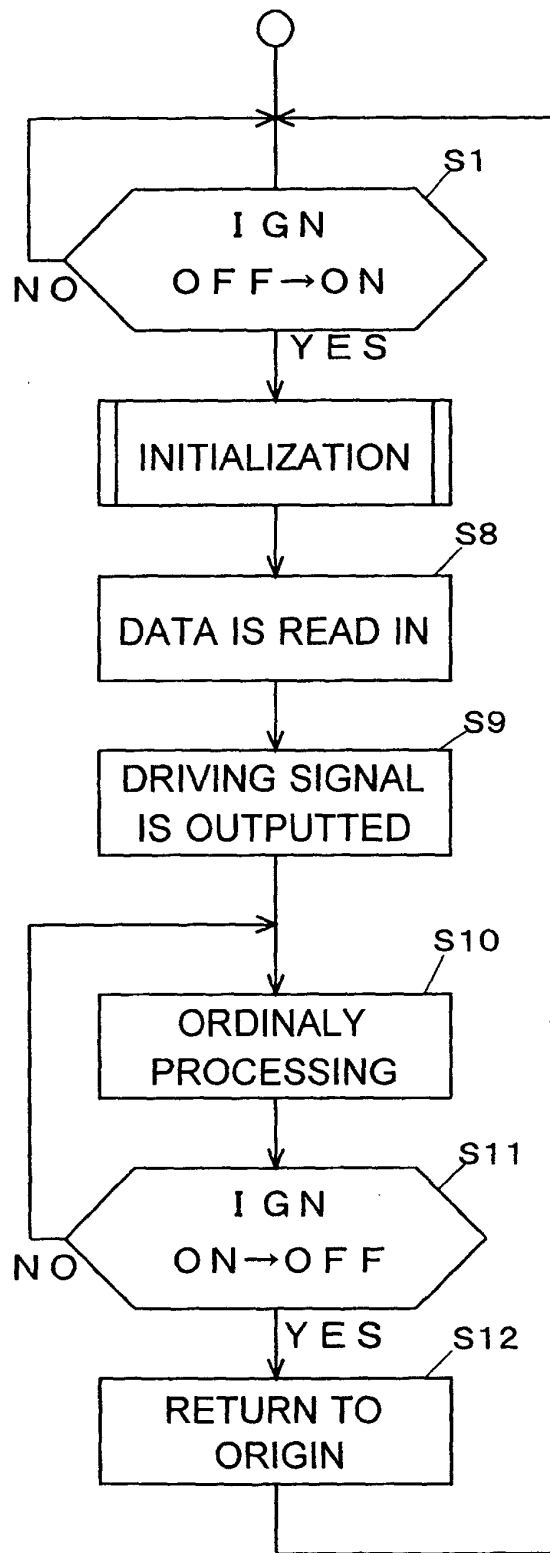 S1
IGN
OFF→ON
NO
YES
INITIALIZATION
S8
DATA IS READ IN
S9
DRIVING SIGNAL
IS OUTPUTTED
S10
ORDINALY
PROCESSING
S11
IGN
ON→OFF
NO
YES
S12
RETURN TO
ORIGIN